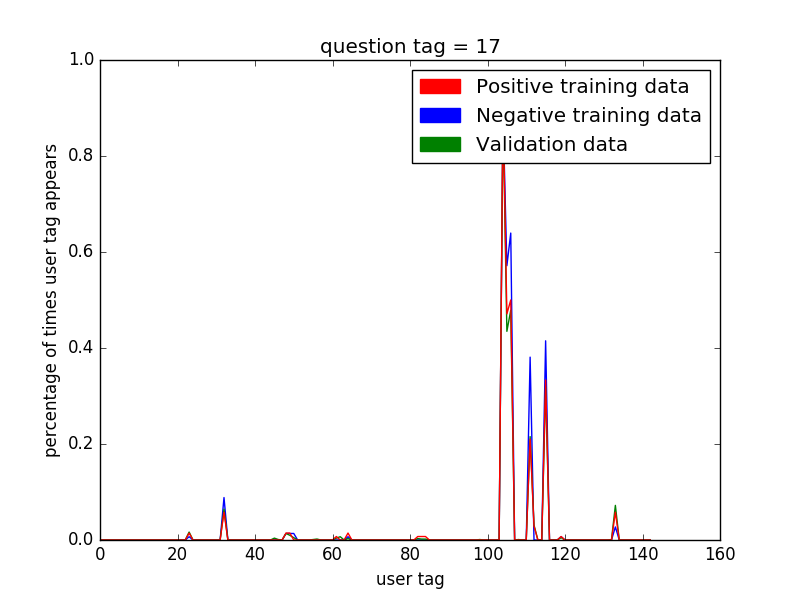 question tag = 17
Positive training data
Negative training data
Validation data
percentage of times user tag appears
1.0
0.8
0.6
0.4
0.2
0.0
0 20 40 60 80 100 120 140 160
user tag